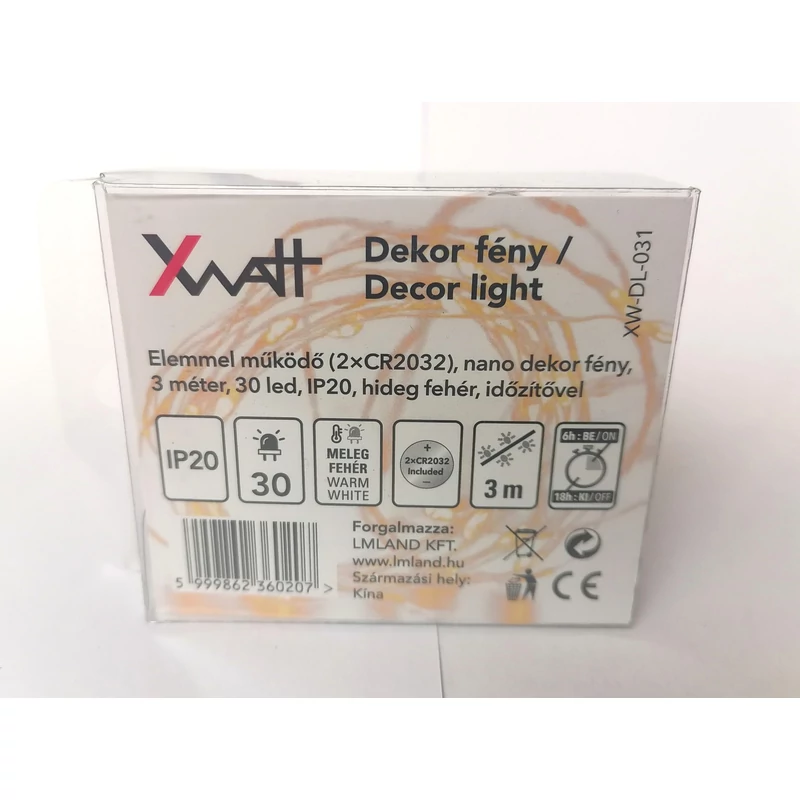 XWATT
Dekor fény /
Decor light
XW-DL-031
Elemmel működő (2×CR2032), nano dekor fény,
3 méter, 30 led, IP20, hideg fehér, időzítővel
IP20
30
MELEG
FEHÉR
WARM
WHITE
+
2×CR2032
Included
−
3 m
6h : BE/ON
18h : KI/OFF
5 999862 360207 >
Forgalmazza:
LMLAND KFT.
www.lmland.hu
Származási hely:
Kína
CE